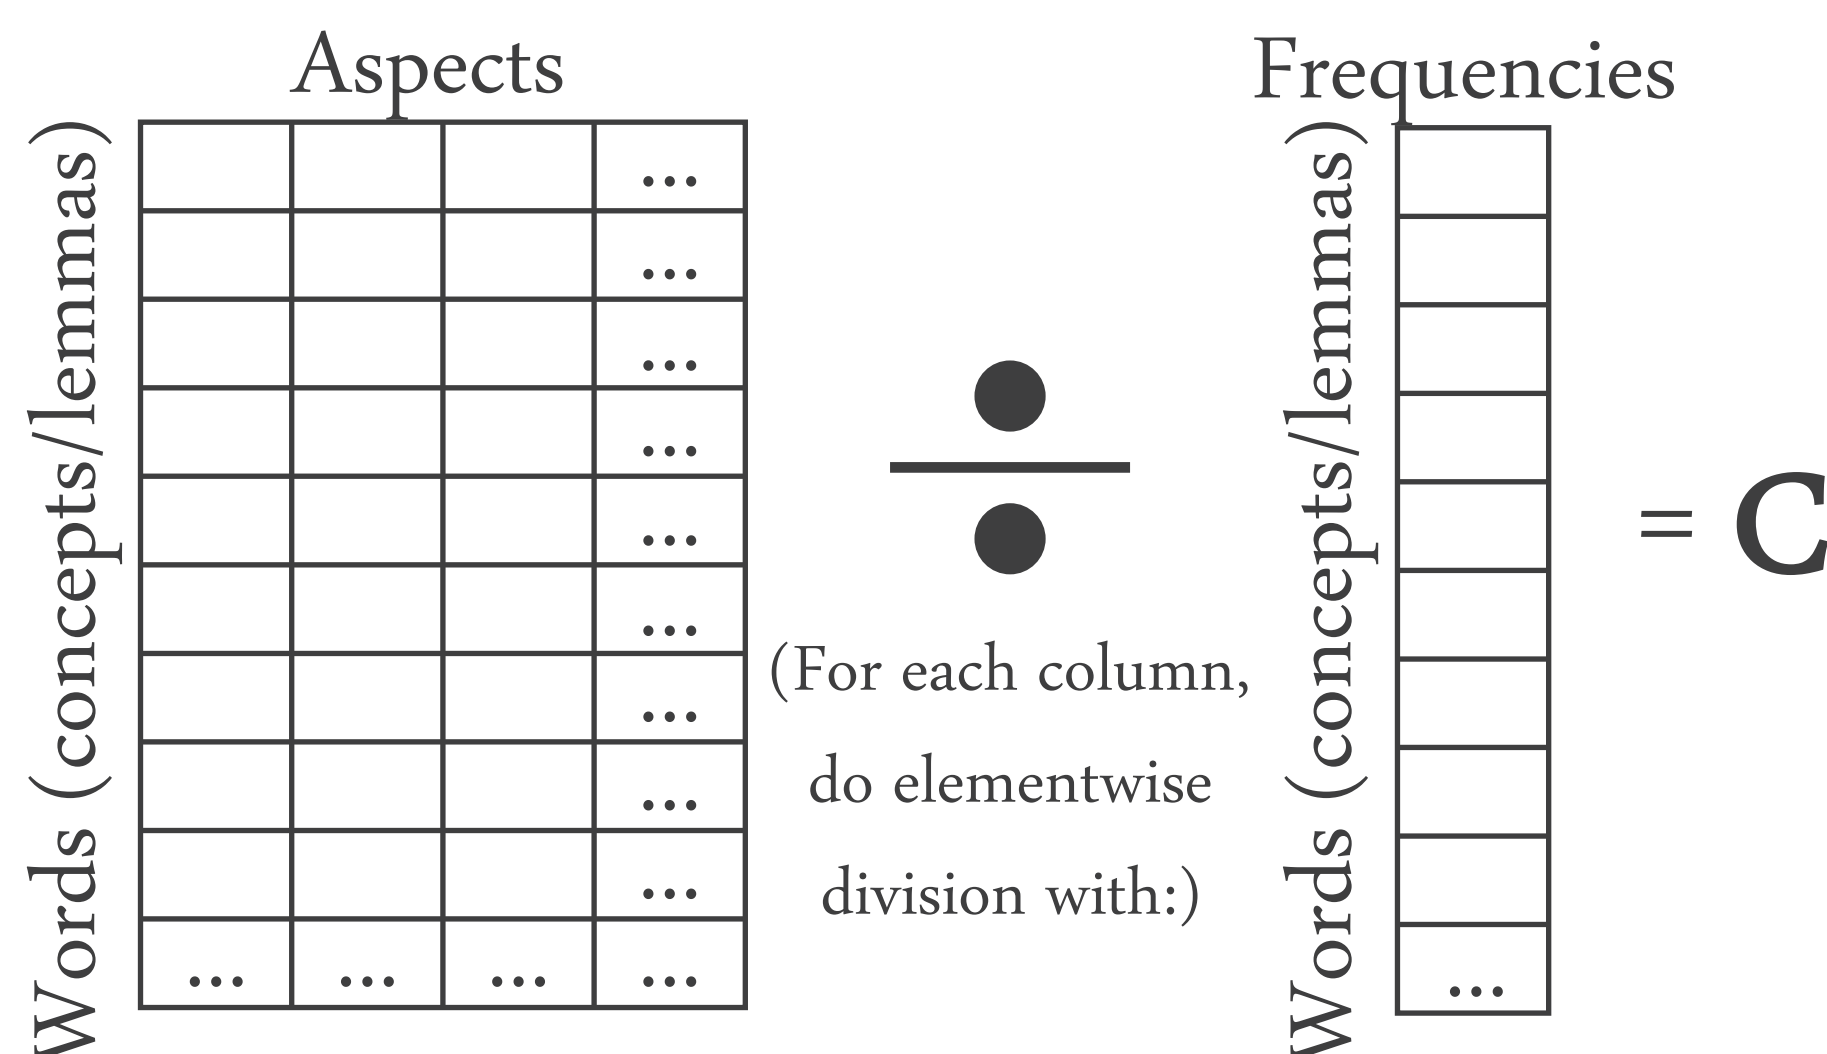 Aspects
Words (concepts/lemmas)
...
...
...
...
...
...
...
...
...
... ... ... ...
÷
(For each column,
do elementwise
division with:)
Frequencies
Words (concepts/lemmas)
...
= C